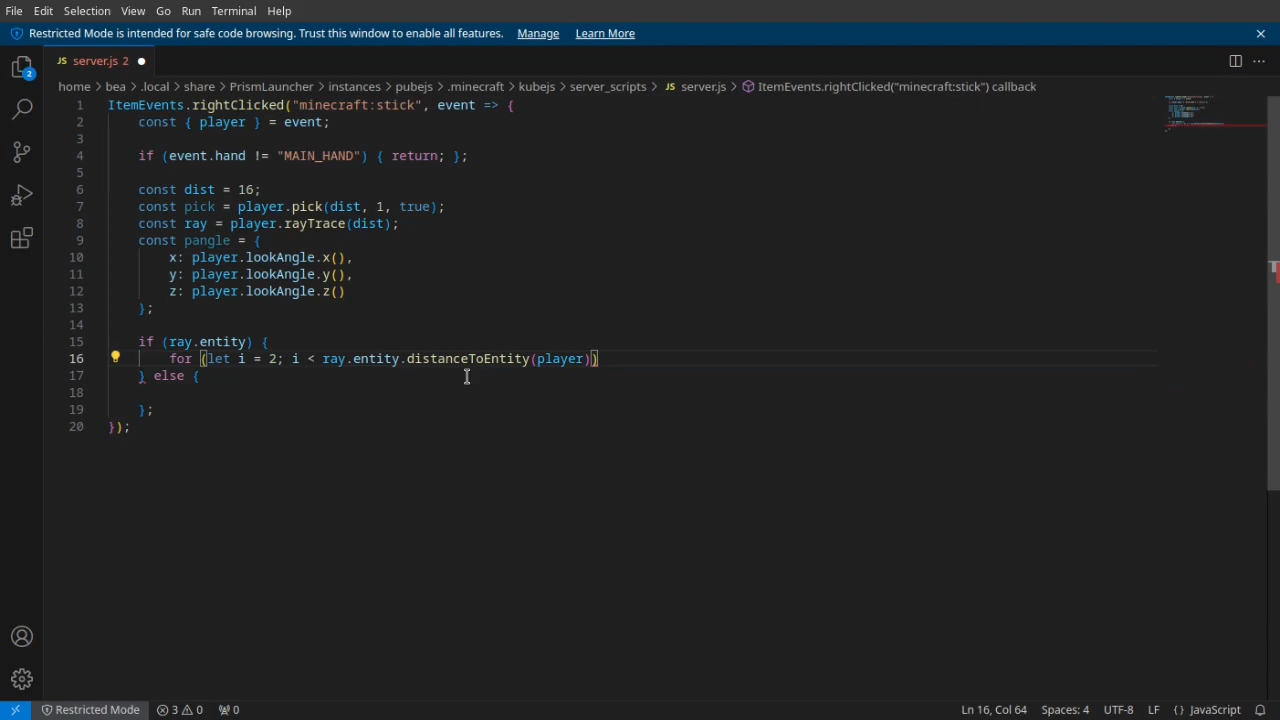 File Edit Selection View Go Run Terminal Help
Restricted Mode is intended for safe code browsing. Trust this window to enable all features. Manage Learn More
JS server.js 2
home > bea > .local > share > PrismLauncher > instances > pubejs > .minecraft > kubejs > server_scripts > JS server.js > ItemEvents.rightClicked("minecraft:stick") callback
2
1 ItemEvents.rightClicked("minecraft:stick", event => {
2 const { player } = event;
3
4 if (event.hand != "MAIN_HAND") { return; };
5
6 const dist = 16;
7 const pick = player.pick(dist, 1, true);
8 const ray = player.rayTrace(dist);
9 const pangle = {
10 x: player.lookAngle.x(),
11 y: player.lookAngle.y(),
12 z: player.lookAngle.z()
13 };
14
15 if (ray.entity) {
16 for (let i = 2; i < ray.entity.distanceToEntity(player))
17 } else {
18
19 };
20 });
Restricted Mode 3 0 0 Ln 16, Col 64 Spaces: 4 UTF-8 LF {} JavaScript